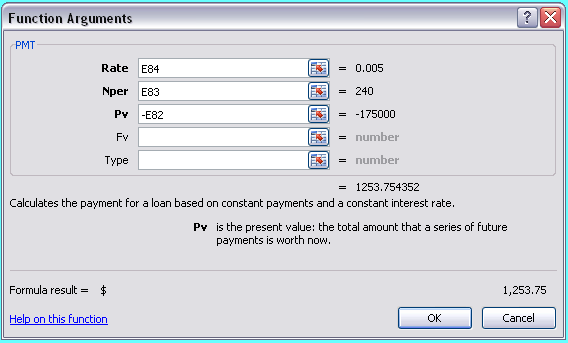 Function Arguments
PMT
Rate E84 = 0.005
Nper E83 = 240
Pv -E82 = -175000
Fv = number
Type = number
= 1253.754352
Calculates the payment for a loan based on constant payments and a constant interest rate.
Pv is the present value: the total amount that a series of future
payments is worth now.
Formula result = $ 1,253.75
Help on this function OK Cancel